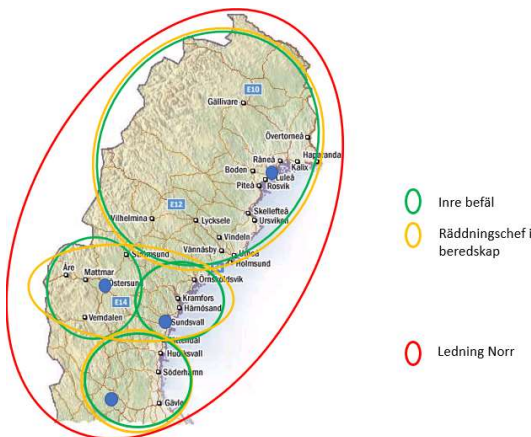 E10
Gällivare
Övertorneå
Haparanda
Råneå
Kalix
Boden
Luleå
Piteå
Rosvik
E12
Skellefteå
Ursviken
Vilhelmina
Lycksele
Vindeln
Vännäsby
Umeå
Holmsund
Strömsund
Åre
Mattmar
Östersund
Örnsköldsvik
E14
Kramfors
Härnösand
Vemdalen
Sundsvall
Hudiksvall
Söderhamn
Gävle
Inre befäl
Räddningschef i
beredskap
Ledning Norr